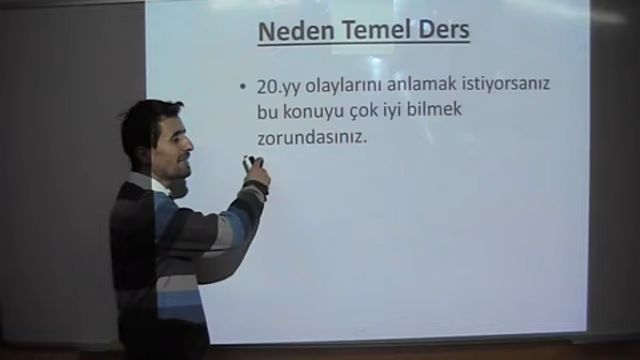 Neden Temel Ders
• 20.yy olaylarını anlamak istiyorsanız
bu konuyu çok iyi bilmek
zorundasınız.